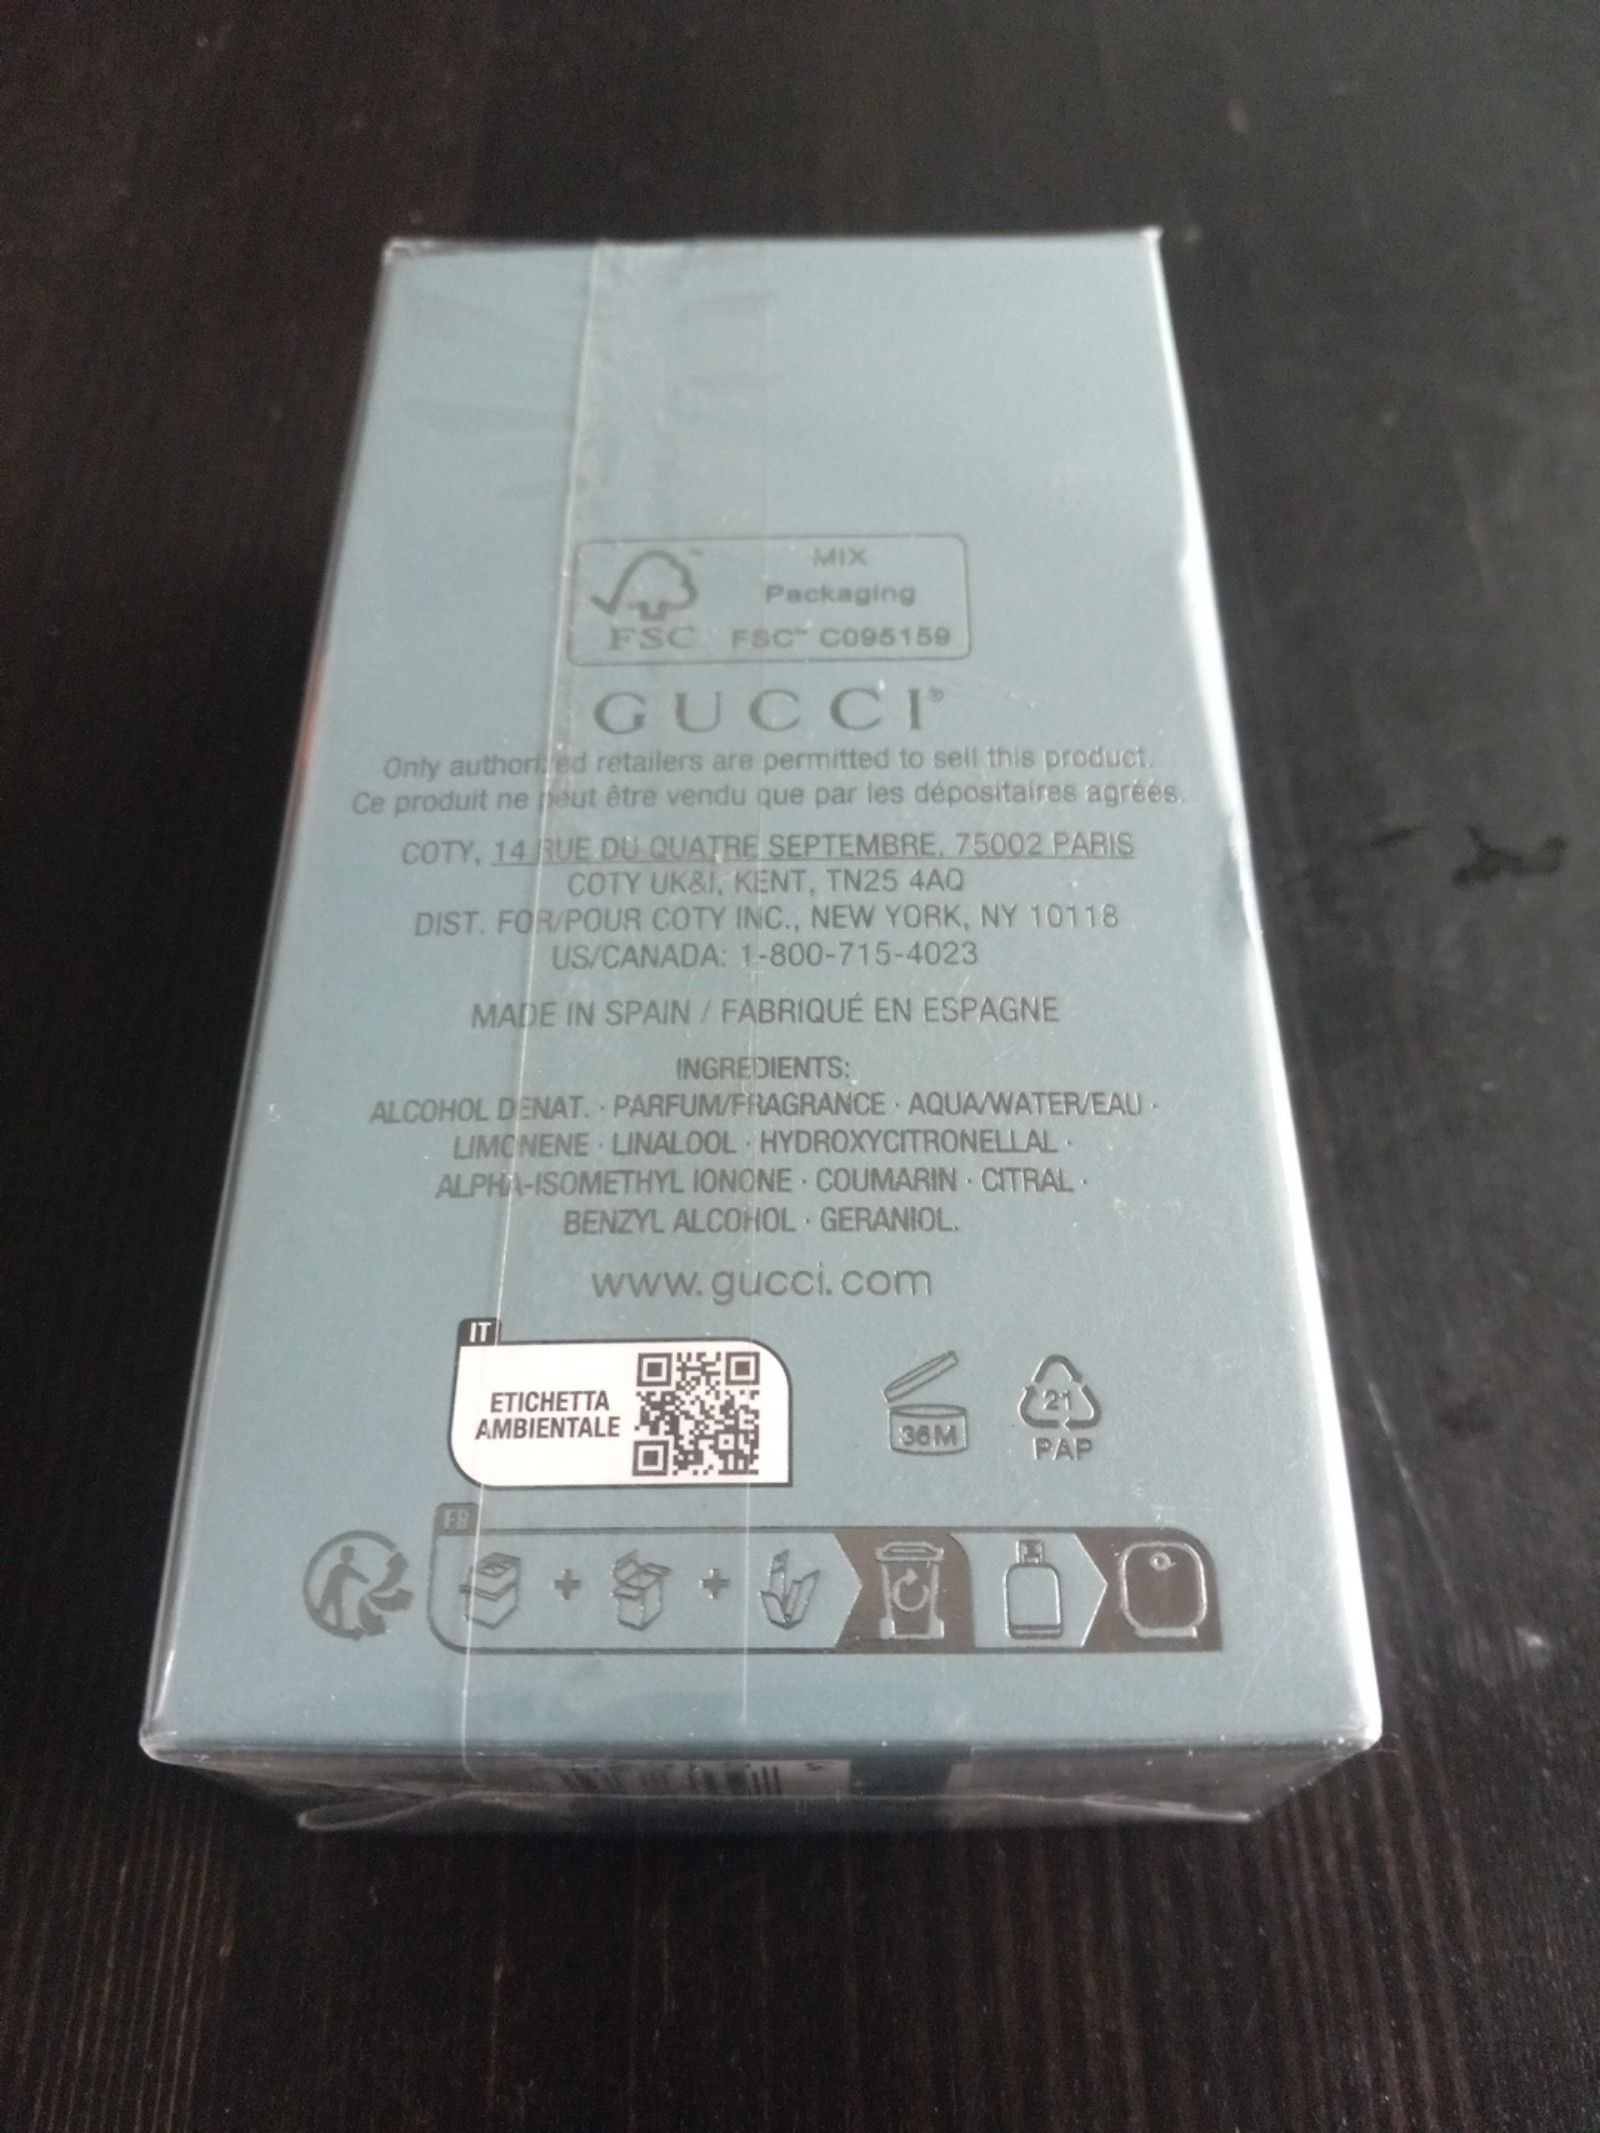 MIX
Packaging
FSC FSC™ C095159
GUCCI®
Only authorized retailers are permitted to sell this product.
Ce produit ne peut être vendu que par les dépositaires agréés.
COTY, 14 RUE DU QUATRE SEPTEMBRE, 75002 PARIS
COTY UK&I, KENT, TN25 4AQ
DIST. FOR/POUR COTY INC., NEW YORK, NY 10118
US/CANADA: 1-800-715-4023
MADE IN SPAIN / FABRIQUÉ EN ESPAGNE
INGREDIENTS:
ALCOHOL DENAT. · PARFUM/FRAGRANCE · AQUA/WATER/EAU ·
LIMONENE · LINALOOL · HYDROXYCITRONELLAL ·
ALPHA-ISOMETHYL IONONE · COUMARIN · CITRAL ·
BENZYL ALCOHOL · GERANIOL.
www.gucci.com
IT
ETICHETTA
AMBIENTALE
36M
21
PAP
FR